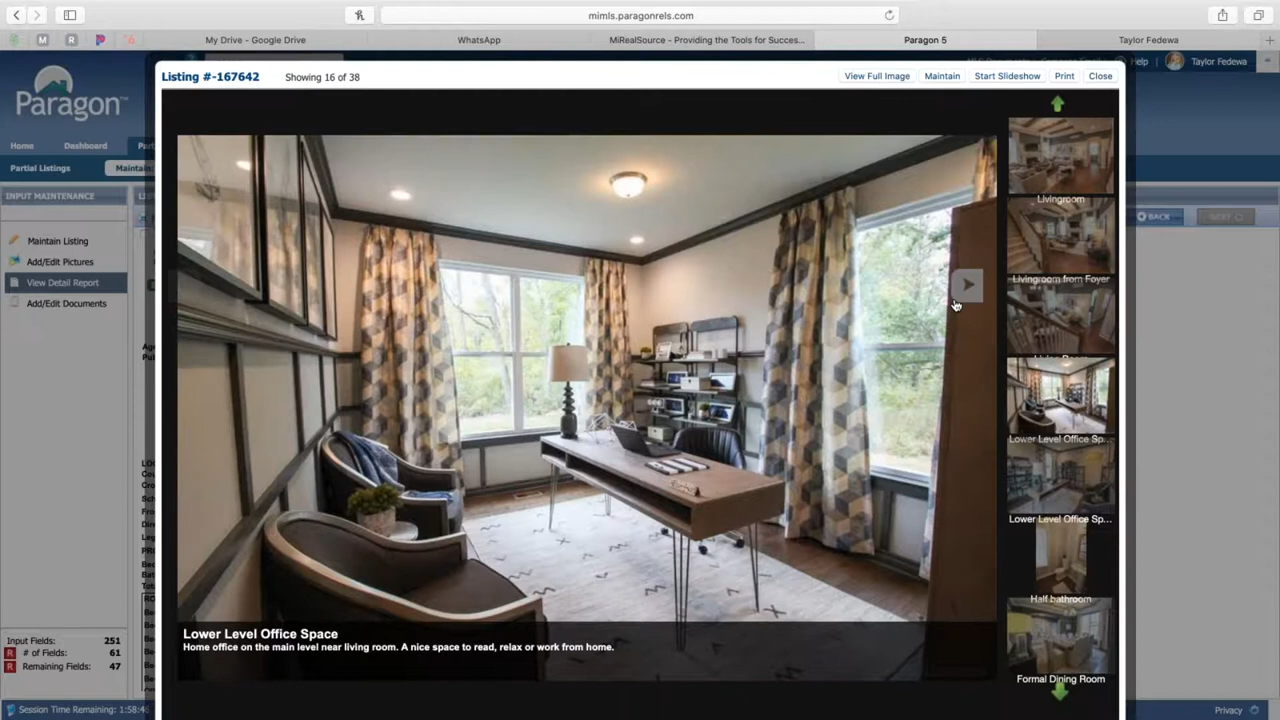 mimls.paragonrels.com
My Drive - Google Drive
WhatsApp
MiRealSource - Providing the Tools for Succes...
Paragon 5
Taylor Fedewa
M
R
Listing #-167642
Showing 16 of 38
View Full Image
Maintain
Start Slideshow
Print
Close
Help
Taylor Fedewa
Paragon™
Home
Dashboard
Partial Listings
Maintain
INPUT MAINTENANCE
BACK
NEXT
Maintain Listing
Add/Edit Pictures
View Detail Report
Add/Edit Documents
Livingroom
Livingroom from Foyer
Lower Level Office Sp...
Lower Level Office Sp...
Half bathroom
Formal Dining Room
Lower Level Office Space
Home office on the main level near living room. A nice space to read, relax or work from home.
Input Fields: 251
R # of Fields: 61
R Remaining Fields: 47
Session Time Remaining: 1:58:4
Privacy